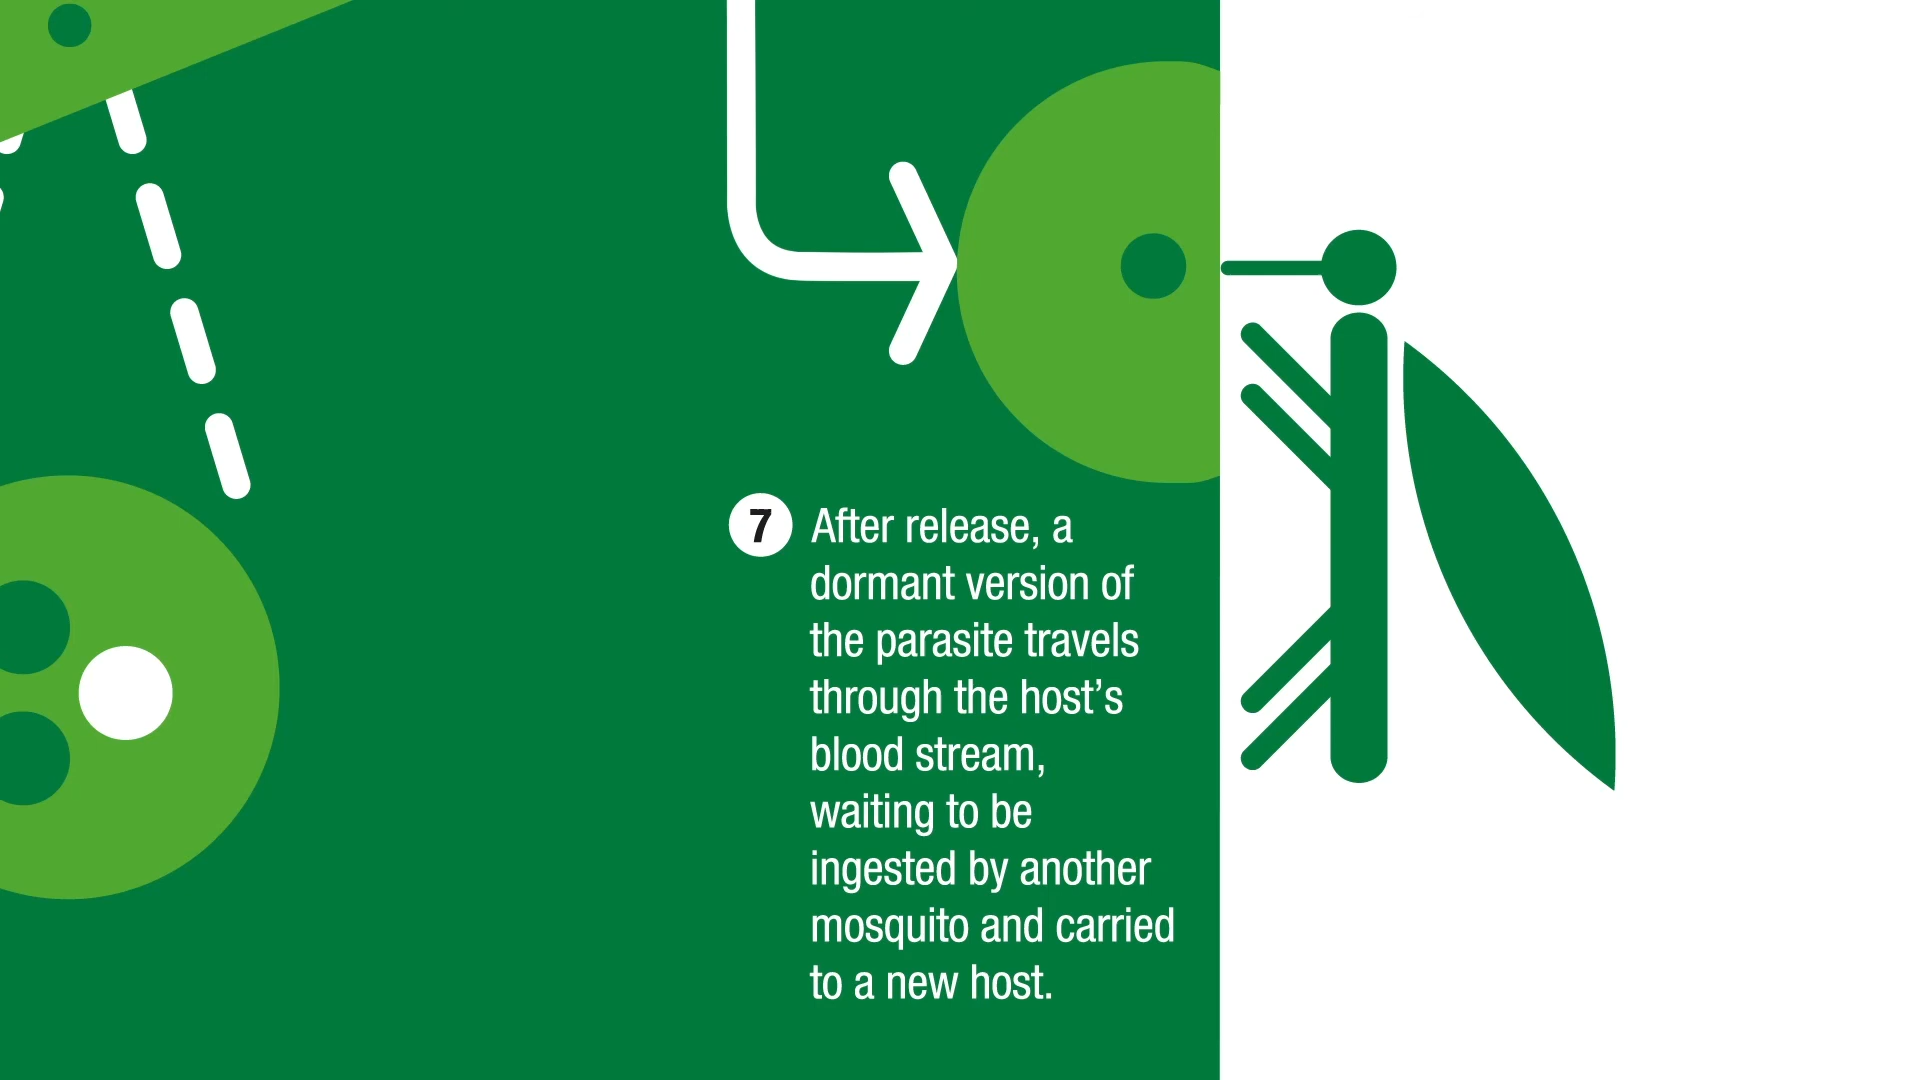 7 After release, a
dormant version of
the parasite travels
through the host’s
blood stream,
waiting to be
ingested by another
mosquito and carried
to a new host.